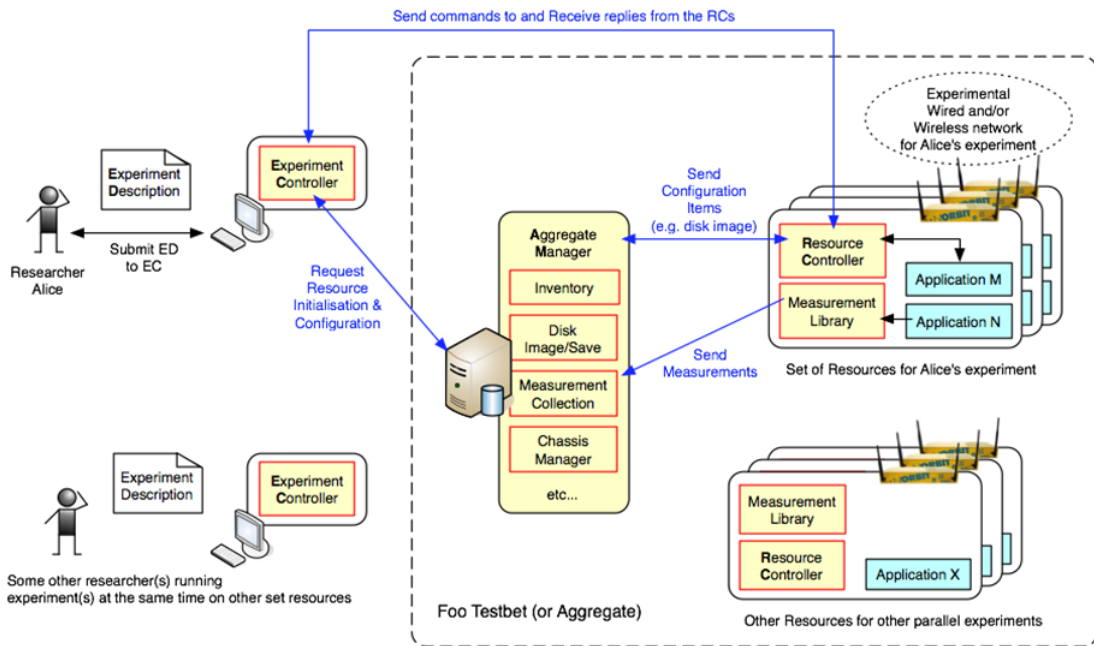 Send commands to and Receive replies from the RCs
Experimental
Wired and/or
Wireless network
for Alice's experiment
Experiment
Description
Experiment
Controller
Submit ED
to EC
Researcher
Alice
Request
Resource
Initialisation &
Configuration
Aggregate
Manager
Inventory
Disk
Image/Save
Measurement
Collection
Chassis
Manager
etc...
Send
Configuration
Items
(e.g. disk image)
Send
Measurements
ORBIT
Resource
Controller
Measurement
Library
Application M
Application N
Set of Resources for Alice's experiment
Experiment
Description
Experiment
Controller
Some other researcher(s) running
experiment(s) at the same time on other set resources
Foo Testbet (or Aggregate)
ORBIT
Measurement
Library
Resource
Controller
Application X
Other Resources for other parallel experiments